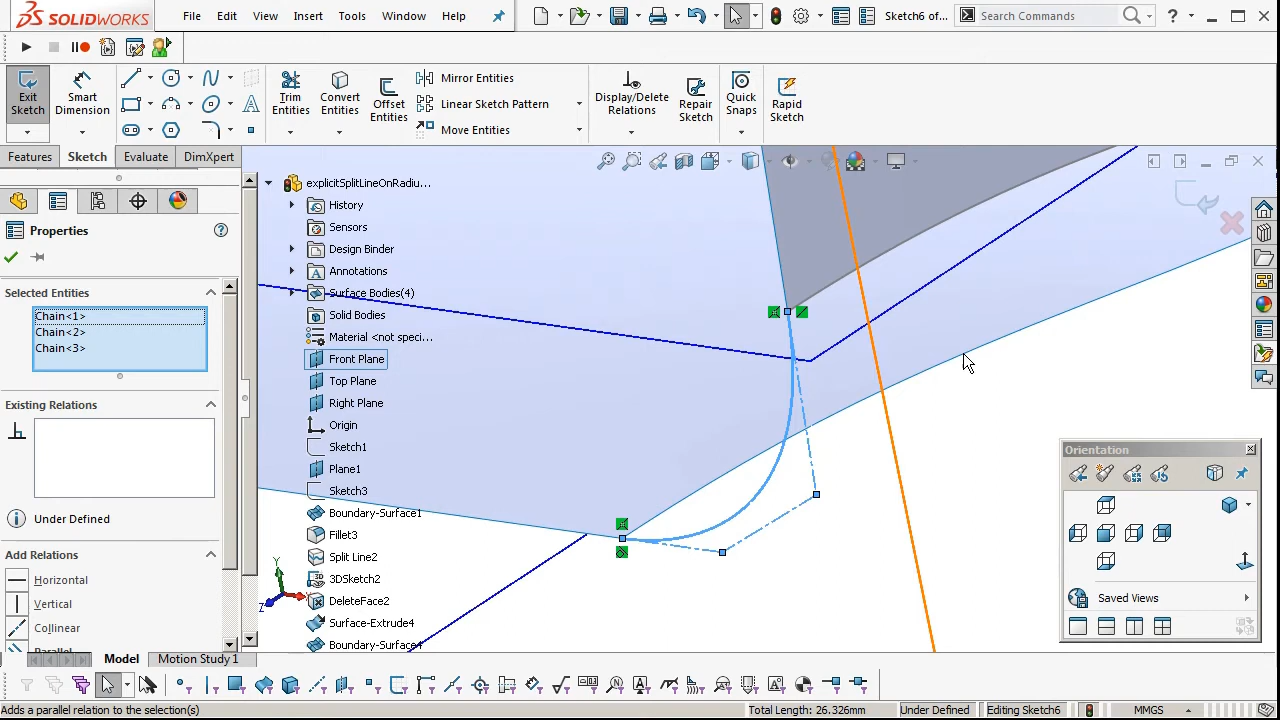 SOLIDWORKS
File Edit View Insert Tools Window Help
Sketch6 of...
Search Commands
Exit Sketch
Smart Dimension
Trim Entities
Convert Entities
Offset Entities
Mirror Entities
Linear Sketch Pattern
Move Entities
Display/Delete Relations
Repair Sketch
Quick Snaps
Rapid Sketch
Features Sketch Evaluate DimXpert
Properties
Selected Entities
Chain<1>
Chain<2>
Chain<3>
Existing Relations
Under Defined
Add Relations
Horizontal
Vertical
Collinear
Parallel
explicitSplitLineOnRadiu...
History
Sensors
Design Binder
Annotations
Surface Bodies(4)
Solid Bodies
Material <not speci...
Front Plane
Top Plane
Right Plane
Origin
Sketch1
Plane1
Sketch3
Boundary-Surface1
Fillet3
Split Line2
3DSketch2
DeleteFace2
Surface-Extrude4
Boundary-Surface4
Y
Z
Orientation
Saved Views
Model Motion Study 1
Adds a parallel relation to the selection(s)
Total Length: 26.326mm
Under Defined
Editing Sketch6
MMGS